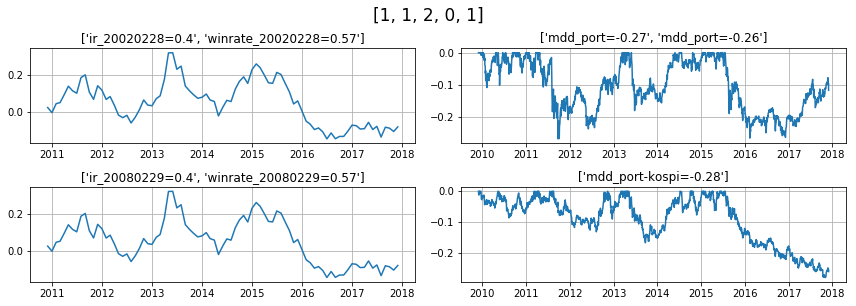 [1, 1, 2, 0, 1]
['ir_20020228=0.4', 'winrate_20020228=0.57']
0.2
0.0
2011 2012 2013 2014 2015 2016 2017 2018
['mdd_port=-0.27', 'mdd_port=-0.26']
0.0
−0.1
−0.2
2010 2011 2012 2013 2014 2015 2016 2017 2018
['ir_20080229=0.4', 'winrate_20080229=0.57']
0.2
0.0
2011 2012 2013 2014 2015 2016 2017 2018
['mdd_port-kospi=-0.28']
0.0
−0.1
−0.2
2010 2011 2012 2013 2014 2015 2016 2017 2018